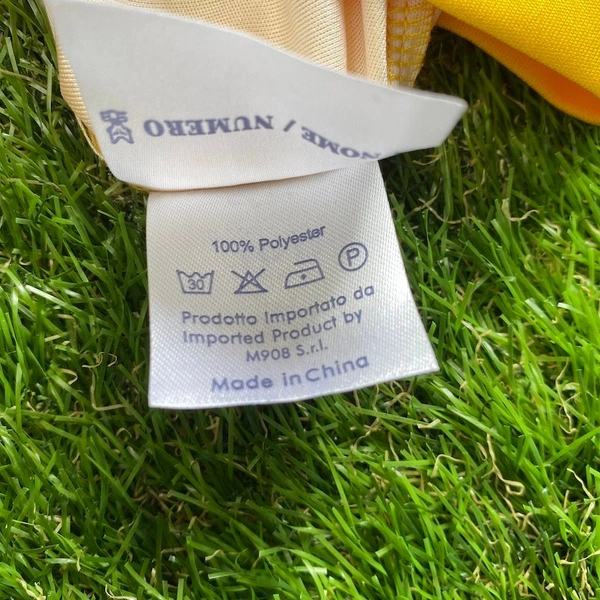 NOME / NUMERO
100% Polyester
30 P
Prodotto Importato da
Imported Product by
M908 S.r.l.
Made in China